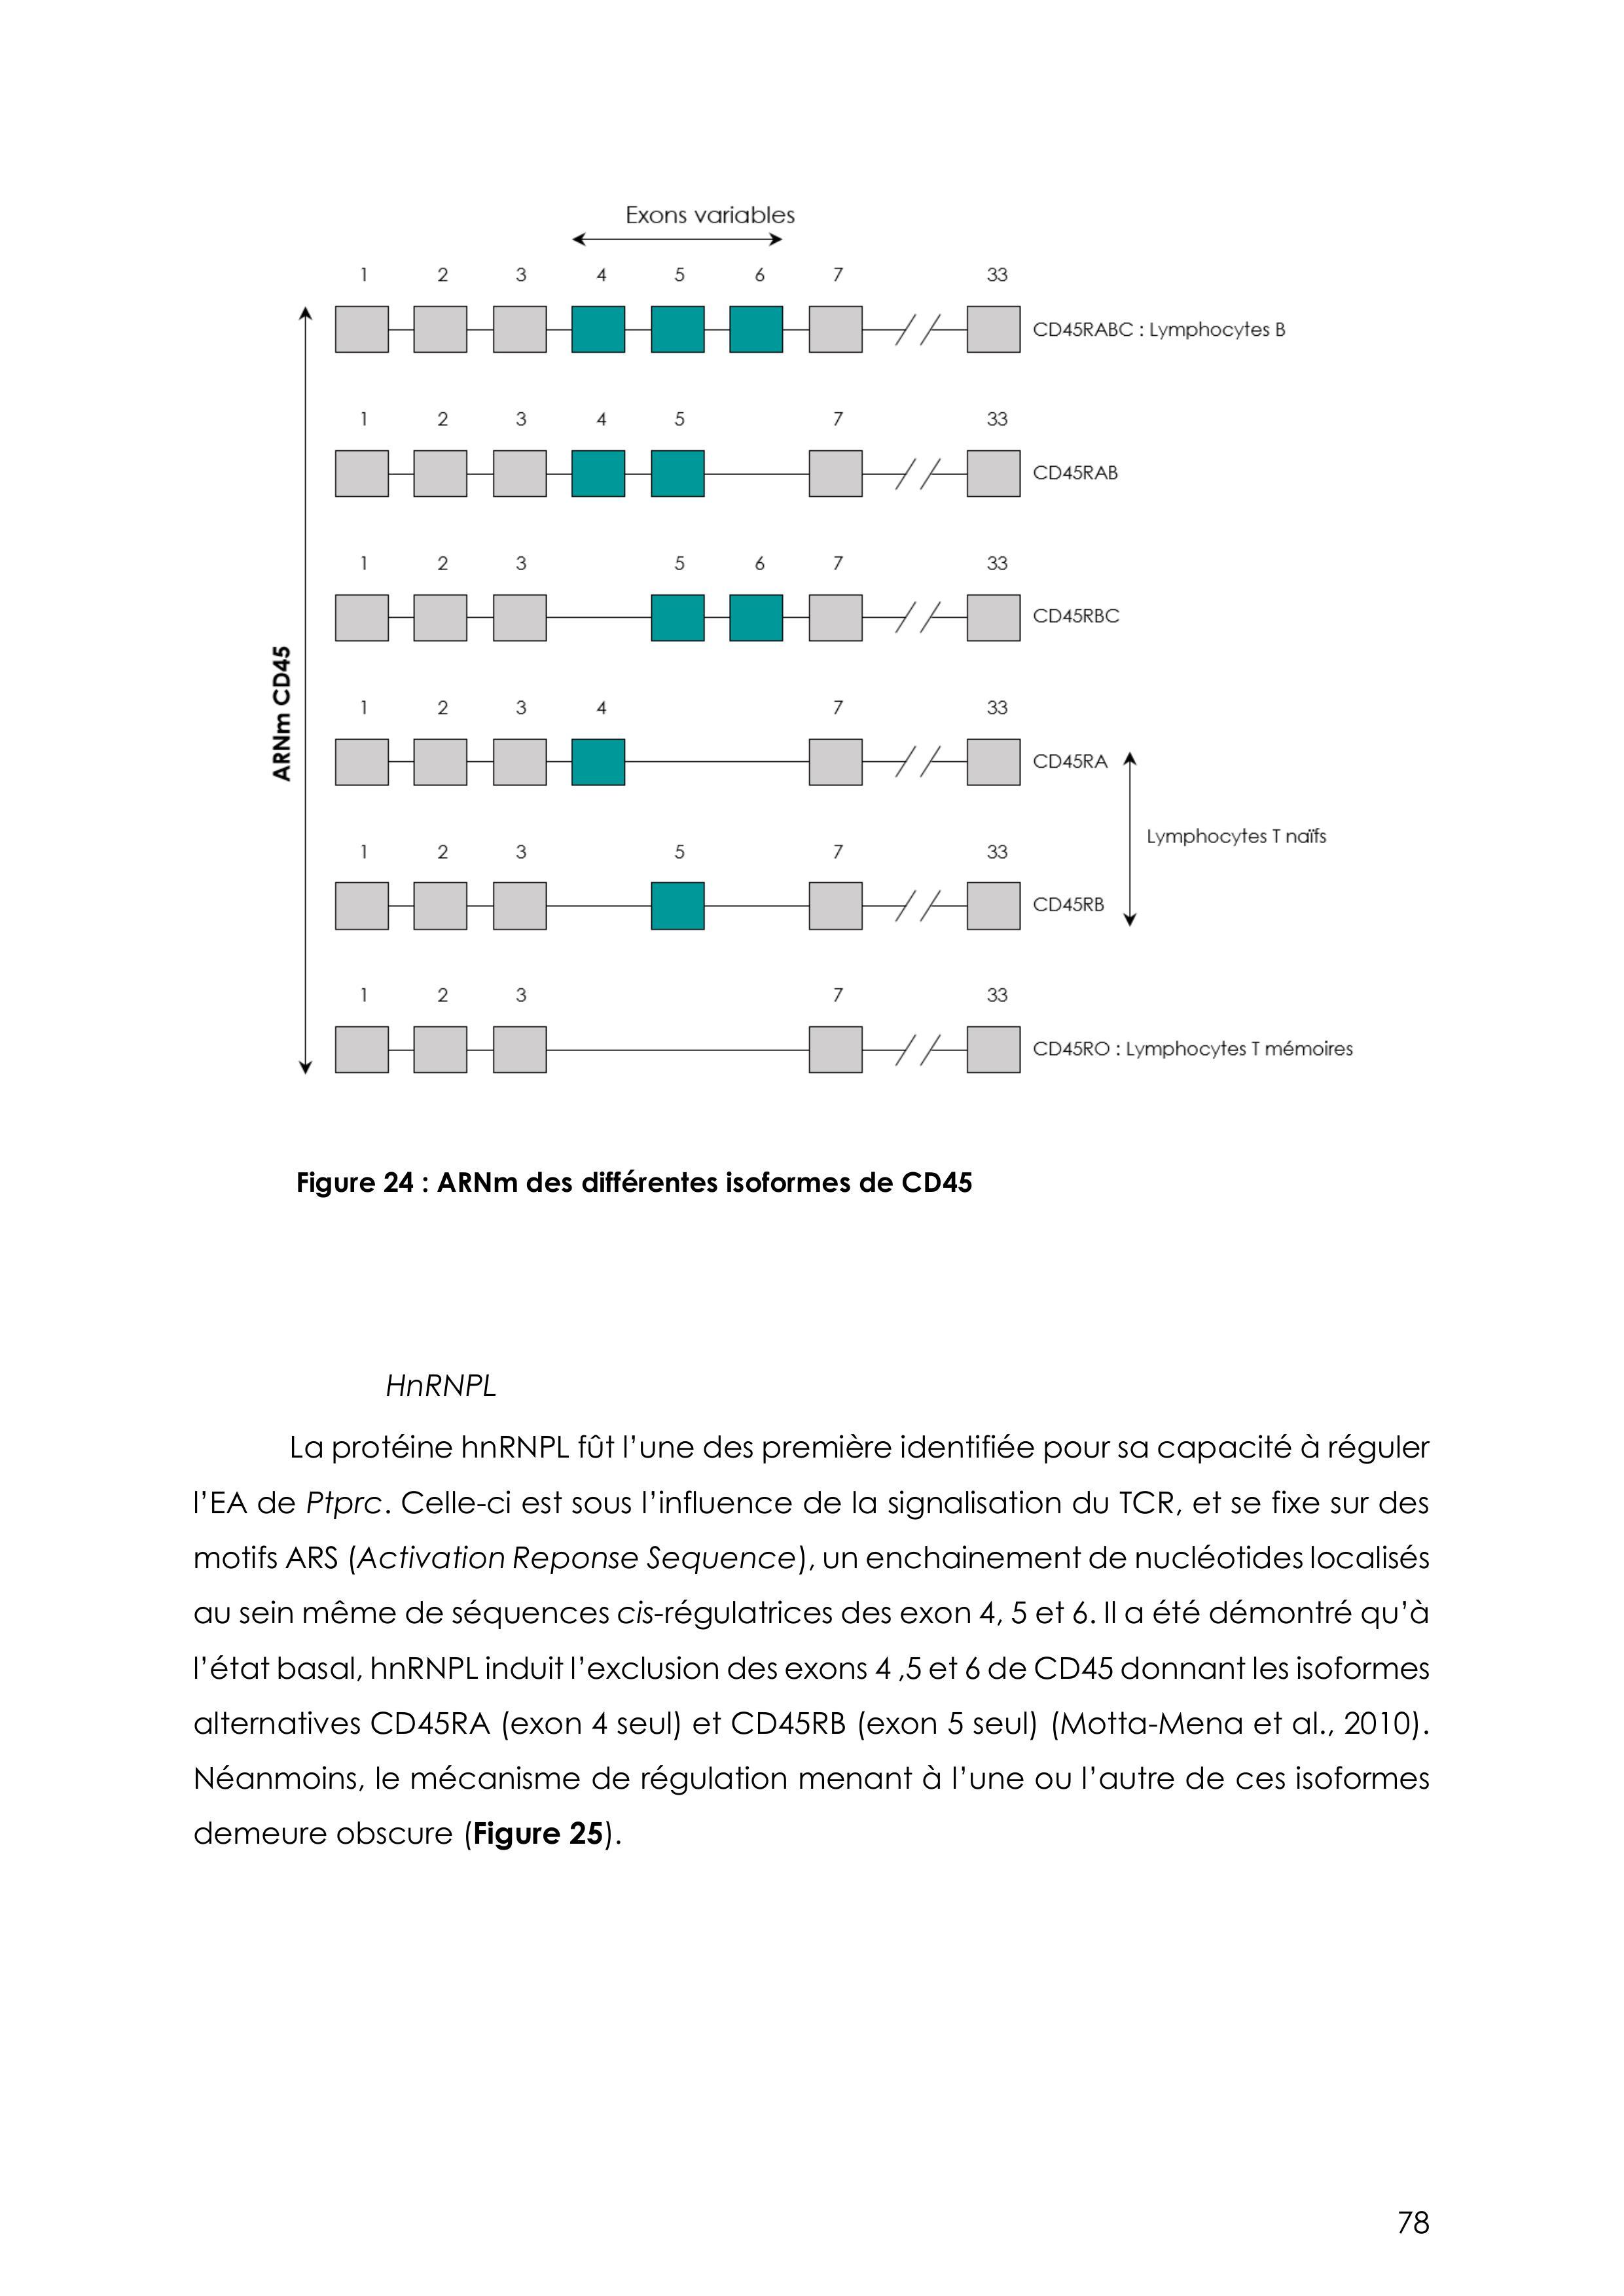 Exons variables
1 2 3 4 5 6 7 33
CD45RABC : Lymphocytes B
1 2 3 4 5 7 33
CD45RAB
1 2 3 5 6 7 33
CD45RBC
ARNm CD45
1 2 3 4 7 33
CD45RA
Lymphocytes T naïfs
1 2 3 5 7 33
CD45RB
1 2 3 7 33
CD45RO : Lymphocytes T mémoires
Figure 24 : ARNm des différentes isoformes de CD45
HnRNPL
La protéine hnRNPL fût l’une des première identifiée pour sa capacité à réguler
l’EA de Ptprc. Celle-ci est sous l’influence de la signalisation du TCR, et se fixe sur des
motifs ARS (Activation Reponse Sequence), un enchainement de nucléotides localisés
au sein même de séquences cis-régulatrices des exon 4, 5 et 6. Il a été démontré qu’à
l’état basal, hnRNPL induit l’exclusion des exons 4 ,5 et 6 de CD45 donnant les isoformes
alternatives CD45RA (exon 4 seul) et CD45RB (exon 5 seul) (Motta-Mena et al., 2010).
Néanmoins, le mécanisme de régulation menant à l’une ou l’autre de ces isoformes
demeure obscure (Figure 25).
78